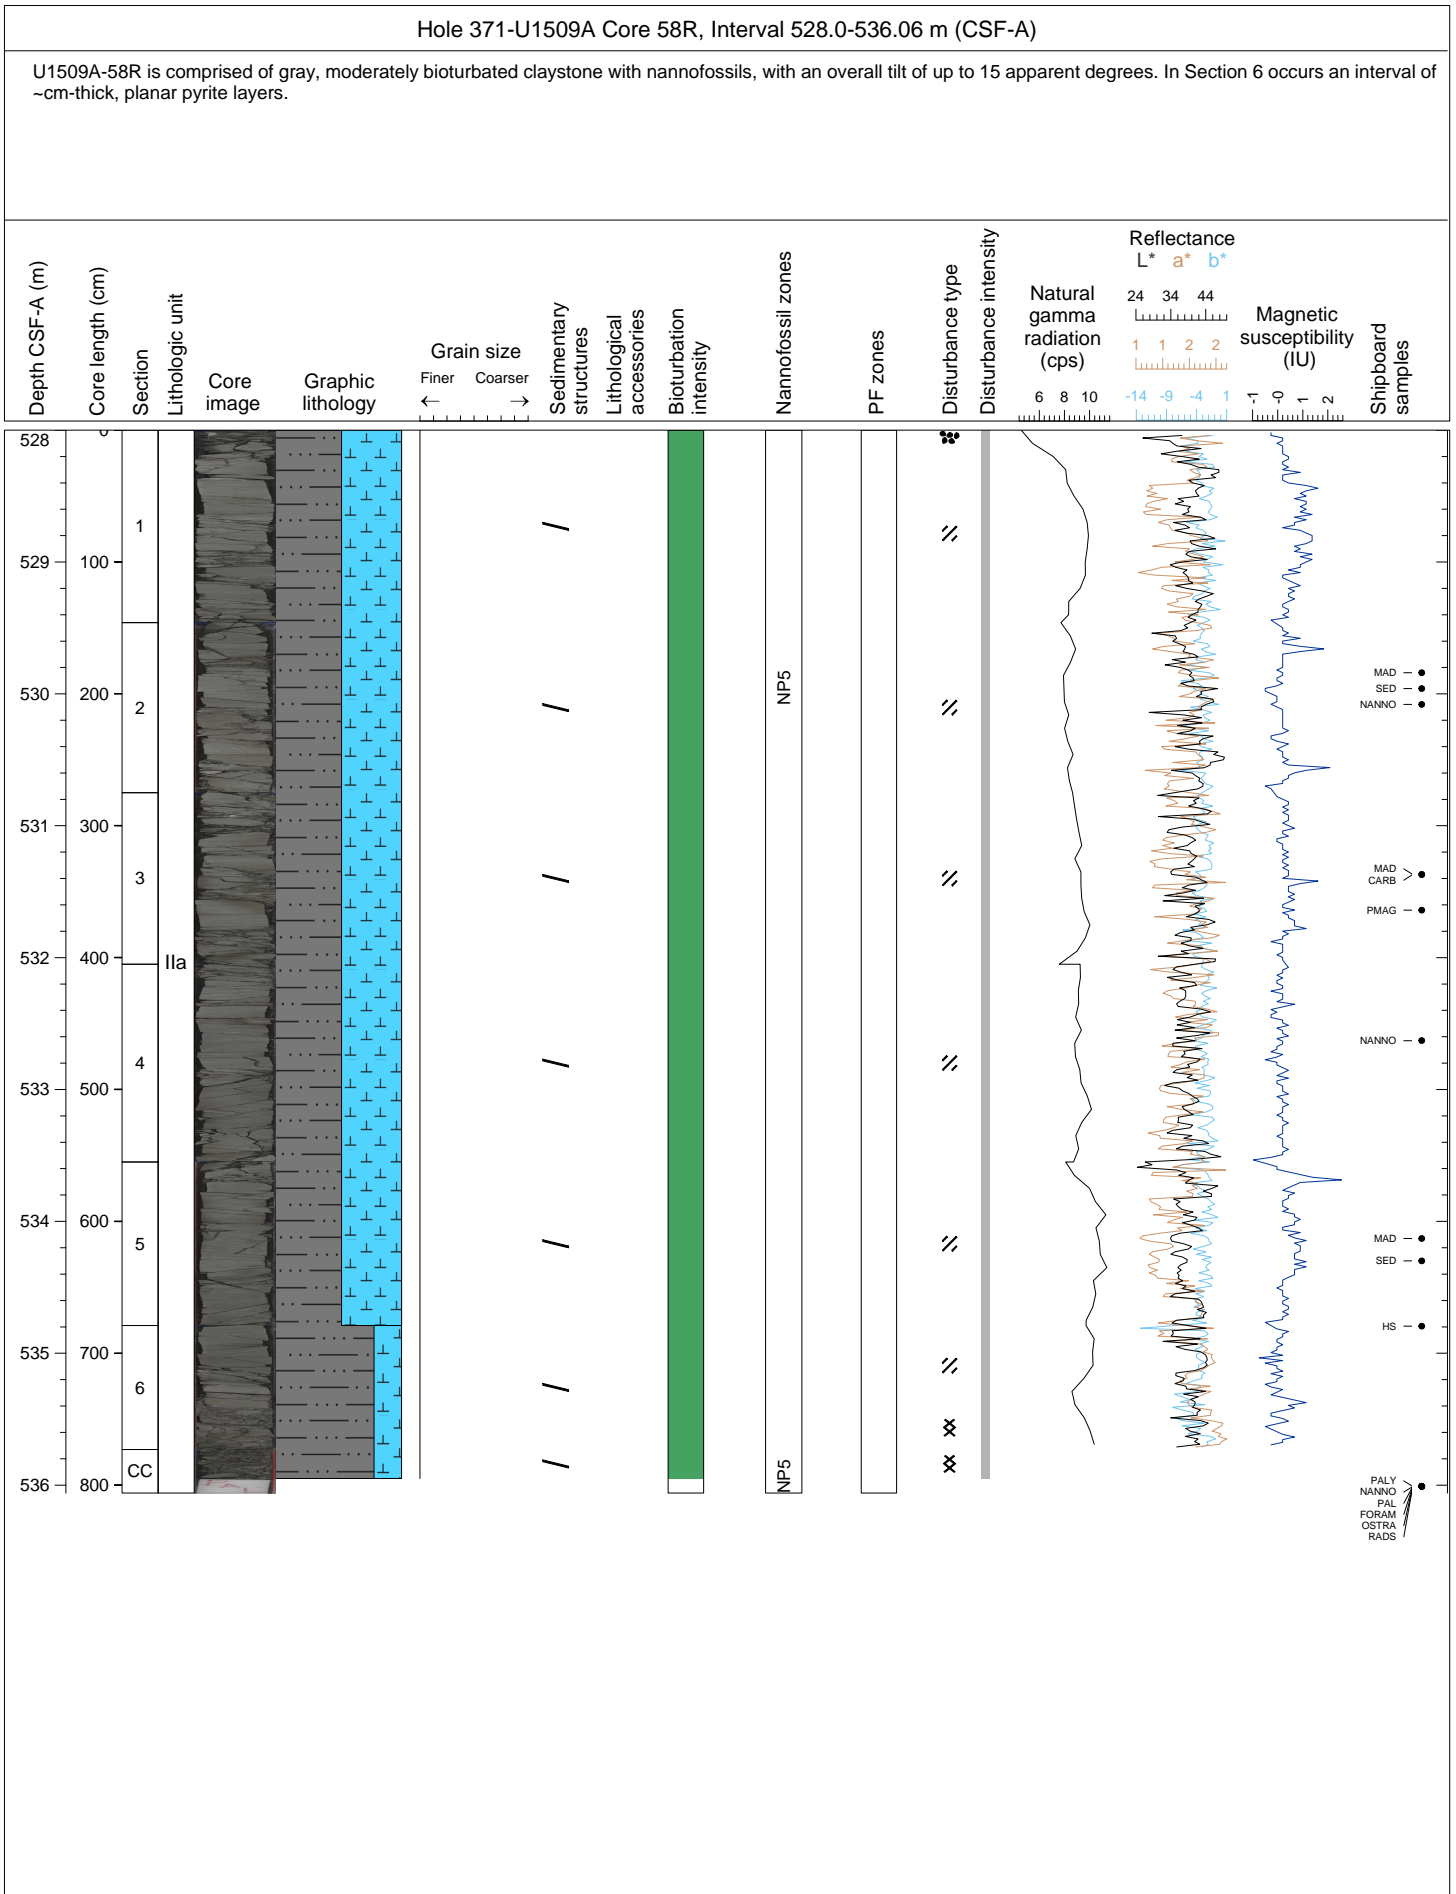 Hole 371-U1509A Core 58R, Interval 528.0-536.06 m (CSF-A)
U1509A-58R is comprised of gray, moderately bioturbated claystone with nannofossils, with an overall tilt of up to 15 apparent degrees. In Section 6 occurs an interval of
~cm-thick, planar pyrite layers.
Depth CSF-A (m)
Core length (cm)
Section
Lithologic unit
Core
image
Graphic
lithology
Grain size
Finer Coarser
← →
Sedimentary
structures
Lithological
accessories
Bioturbation
intensity
Nannofossil zones
PF zones
Disturbance type
Disturbance intensity
Natural
gamma
radiation
(cps)
6 8 10
Reflectance
L* a* b*
24 34 44
1 1 2 2
-14 -9 -4 1
Magnetic
susceptibility
(IU)
-1 -0 1 2
Shipboard
samples
528
529
530
531
532
533
534
535
536
0
100
200
300
400
500
600
700
800
1
2
3
4
5
6
CC
IIa
NP5
NP5
MAD
SED
NANNO
MAD
CARB
PMAG
NANNO
MAD
SED
HS
PALY
NANNO
PAL
FORAM
OSTRA
RADS